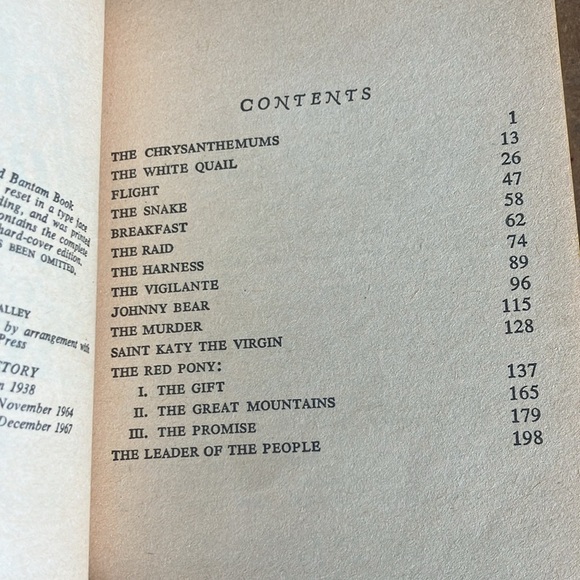 d Bantam Book
reset in a type face
ding, and was printed
ontains the complete
hard-cover edition.
S BEEN OMITTED.
ALLEY
by arrangement with
Press
CTORY
n 1938
November 1964
December 1967
CONTENTS
THE CHRYSANTHEMUMS 1
THE WHITE QUAIL 13
FLIGHT 26
THE SNAKE 47
BREAKFAST 58
THE RAID 62
THE HARNESS 74
THE VIGILANTE 89
JOHNNY BEAR 96
THE MURDER 115
SAINT KATY THE VIRGIN 128
THE RED PONY:
I. THE GIFT 137
II. THE GREAT MOUNTAINS 165
III. THE PROMISE 179
THE LEADER OF THE PEOPLE 198